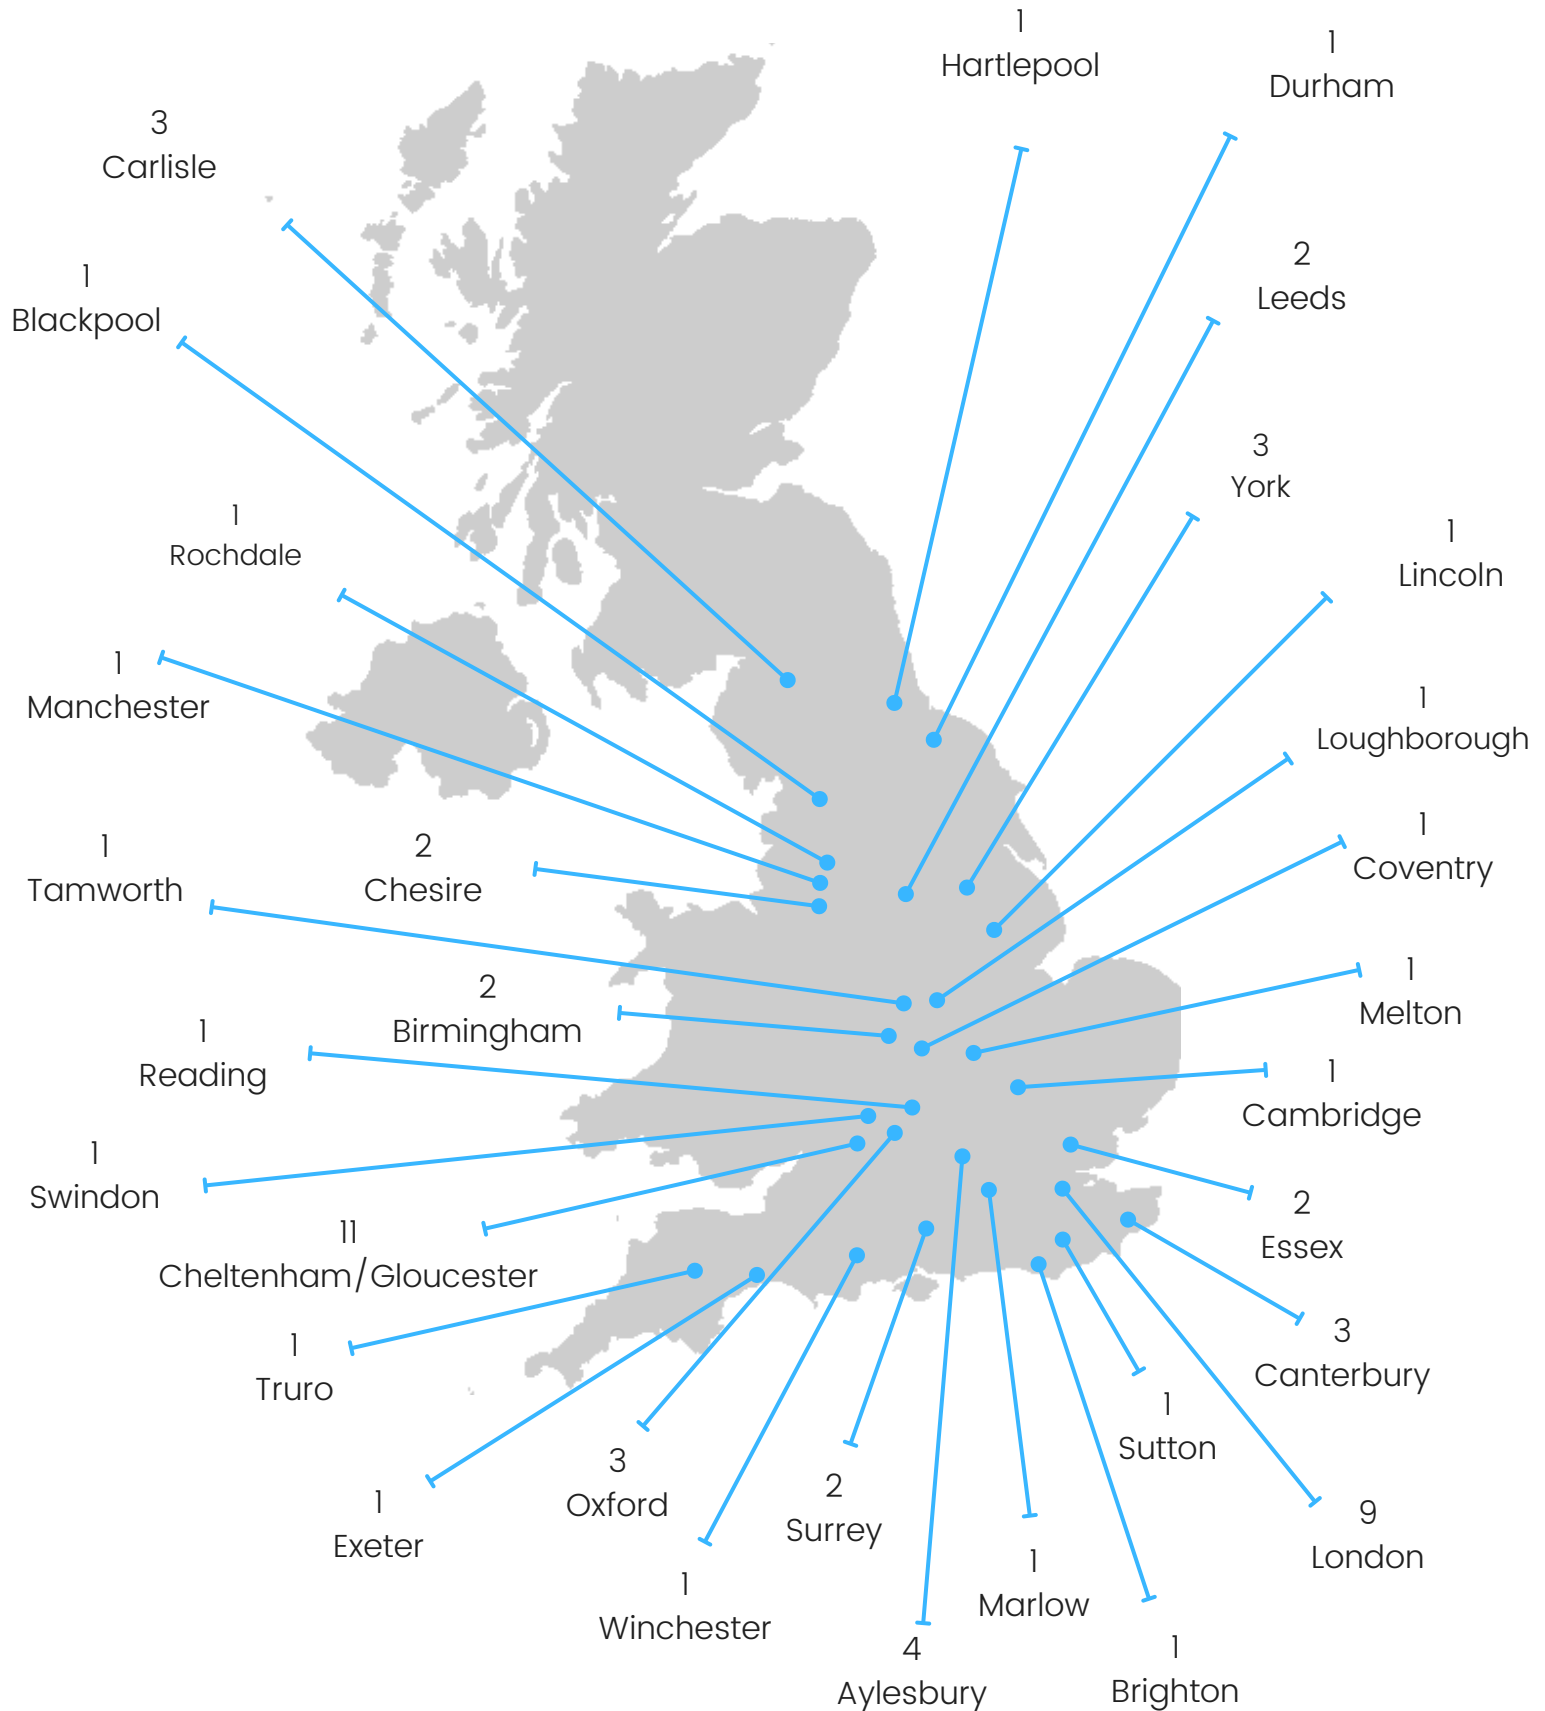 1
Hartlepool
1
Durham
3
Carlisle
2
Leeds
1
Blackpool
3
York
1
Rochdale
1
Lincoln
1
Manchester
1
Loughborough
1
Tamworth
2
Chesire
1
Coventry
1
Melton
2
Birmingham
1
Reading
1
Cambridge
1
Swindon
2
Essex
11
Cheltenham/Gloucester
1
Truro
3
Canterbury
1
Sutton
3
Oxford
2
Surrey
1
Exeter
9
London
1
Marlow
1
Winchester
4
Aylesbury
1
Brighton